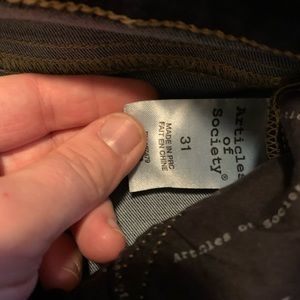 Articles
of
Society®
31
MADE IN PRC
FAIT EN CHINE
Articles of Society